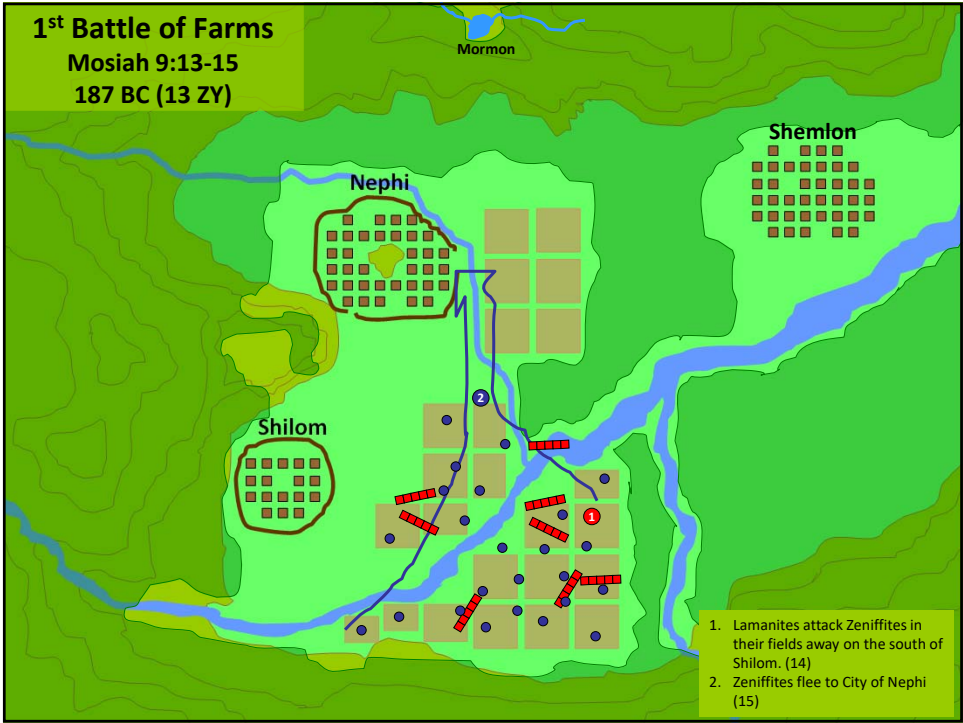 1st Battle of Farms
Mosiah 9:13-15
187 BC (13 ZY)
Mormon
Shemlon
Nephi
2
Shilom
1
1. Lamanites attack Zeniffites in
their fields away on the south of
Shilom. (14)
2. Zeniffites flee to City of Nephi
(15)